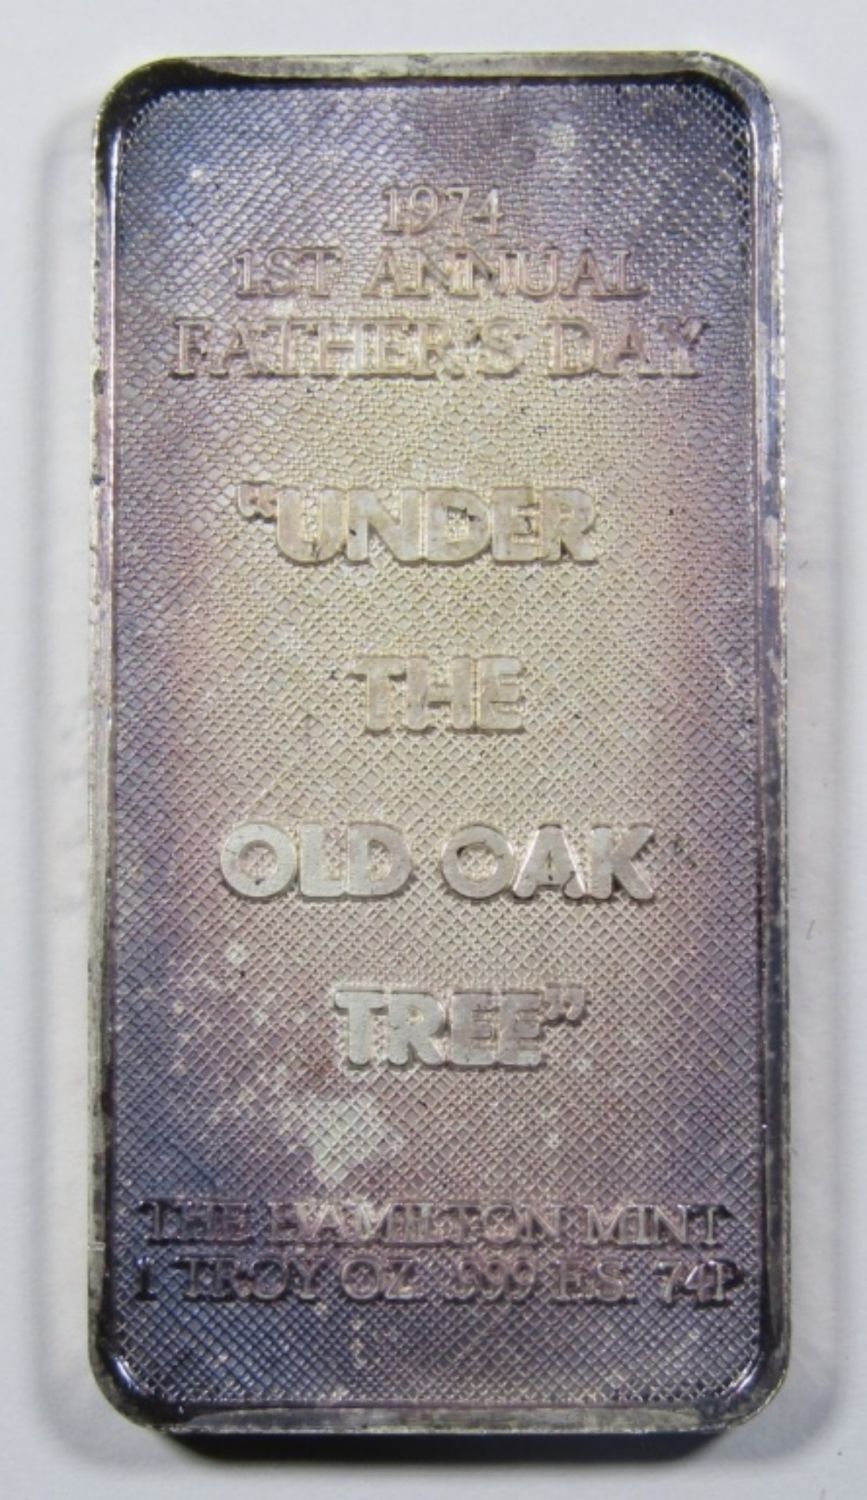 1974
1ST ANNUAL
FATHER'S DAY
"UNDER
THE
OLD OAK
TREE"
THE HAMILTON MINT
1 TROY OZ .999 F.S. 74P